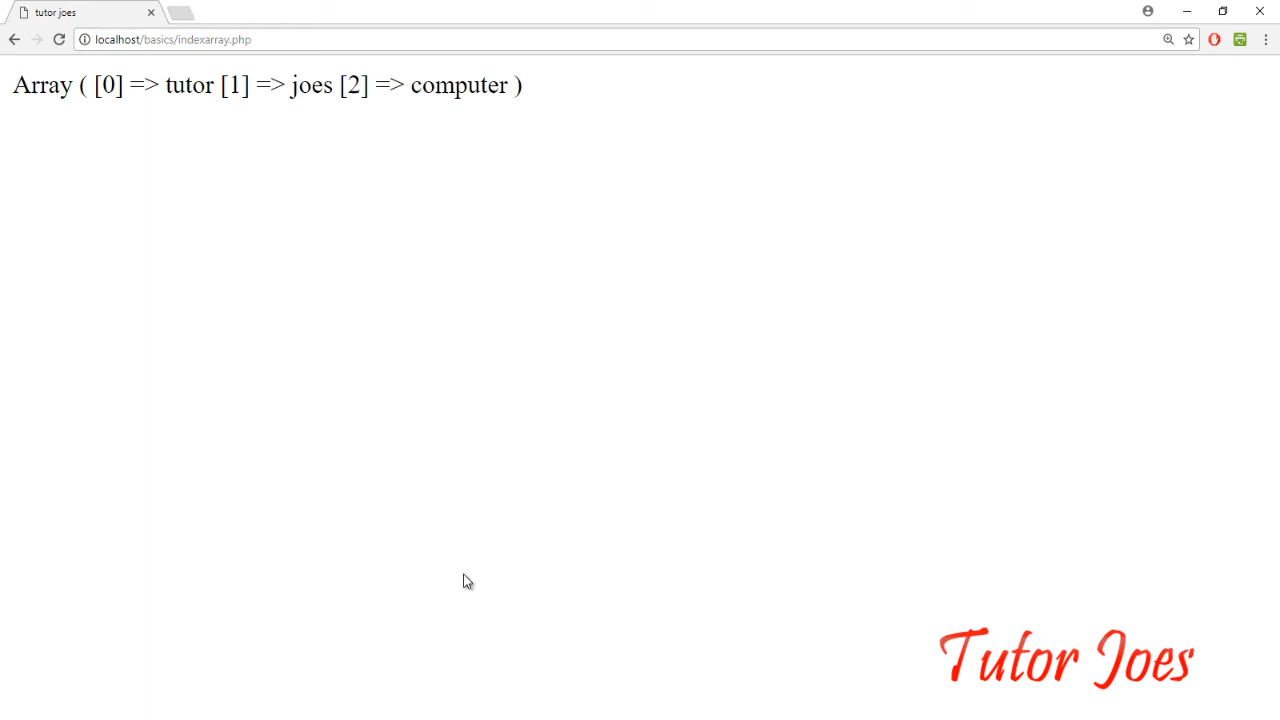 tutor joes
localhost/basics/indexarray.php
Array ( [0] => tutor [1] => joes [2] => computer )
Tutor Joes